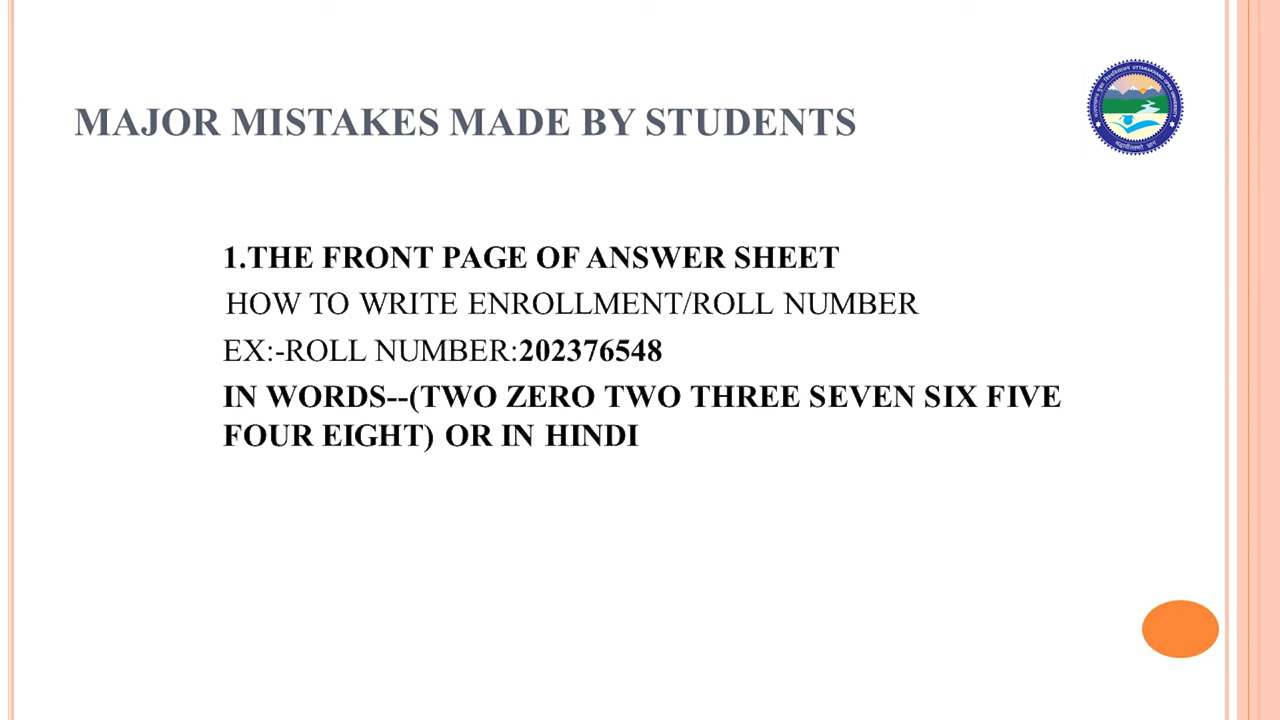 MAJOR MISTAKES MADE BY STUDENTS
1.THE FRONT PAGE OF ANSWER SHEET
HOW TO WRITE ENROLLMENT/ROLL NUMBER
EX:-ROLL NUMBER:202376548
IN WORDS--(TWO ZERO TWO THREE SEVEN SIX FIVE
FOUR EIGHT) OR IN HINDI